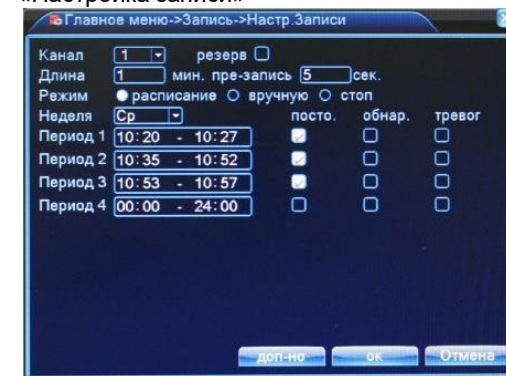 «Настройка записи»
Главное меню->Запись->Настр.Записи
Канал 1 резерв
Длина 1 мин. пре-запись 5 сек.
Режим расписание вручную стоп
Неделя Ср посто. обнар. тревог
Период 1 10:20 - 10:27
Период 2 10:35 - 10:52
Период 3 10:53 - 10:57
Период 4 00:00 - 24:00
доп-но ок Отмена